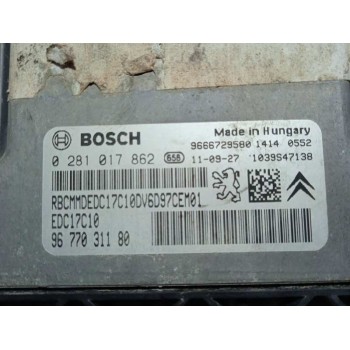 BOSCH
Made in Hungary
9666729580 1414 0552
0 281 017 862 658 11-09-27 1039S47138
RBCMMDEDC17C10DV6D97CEM01
EDC17C10
96 770 311 80